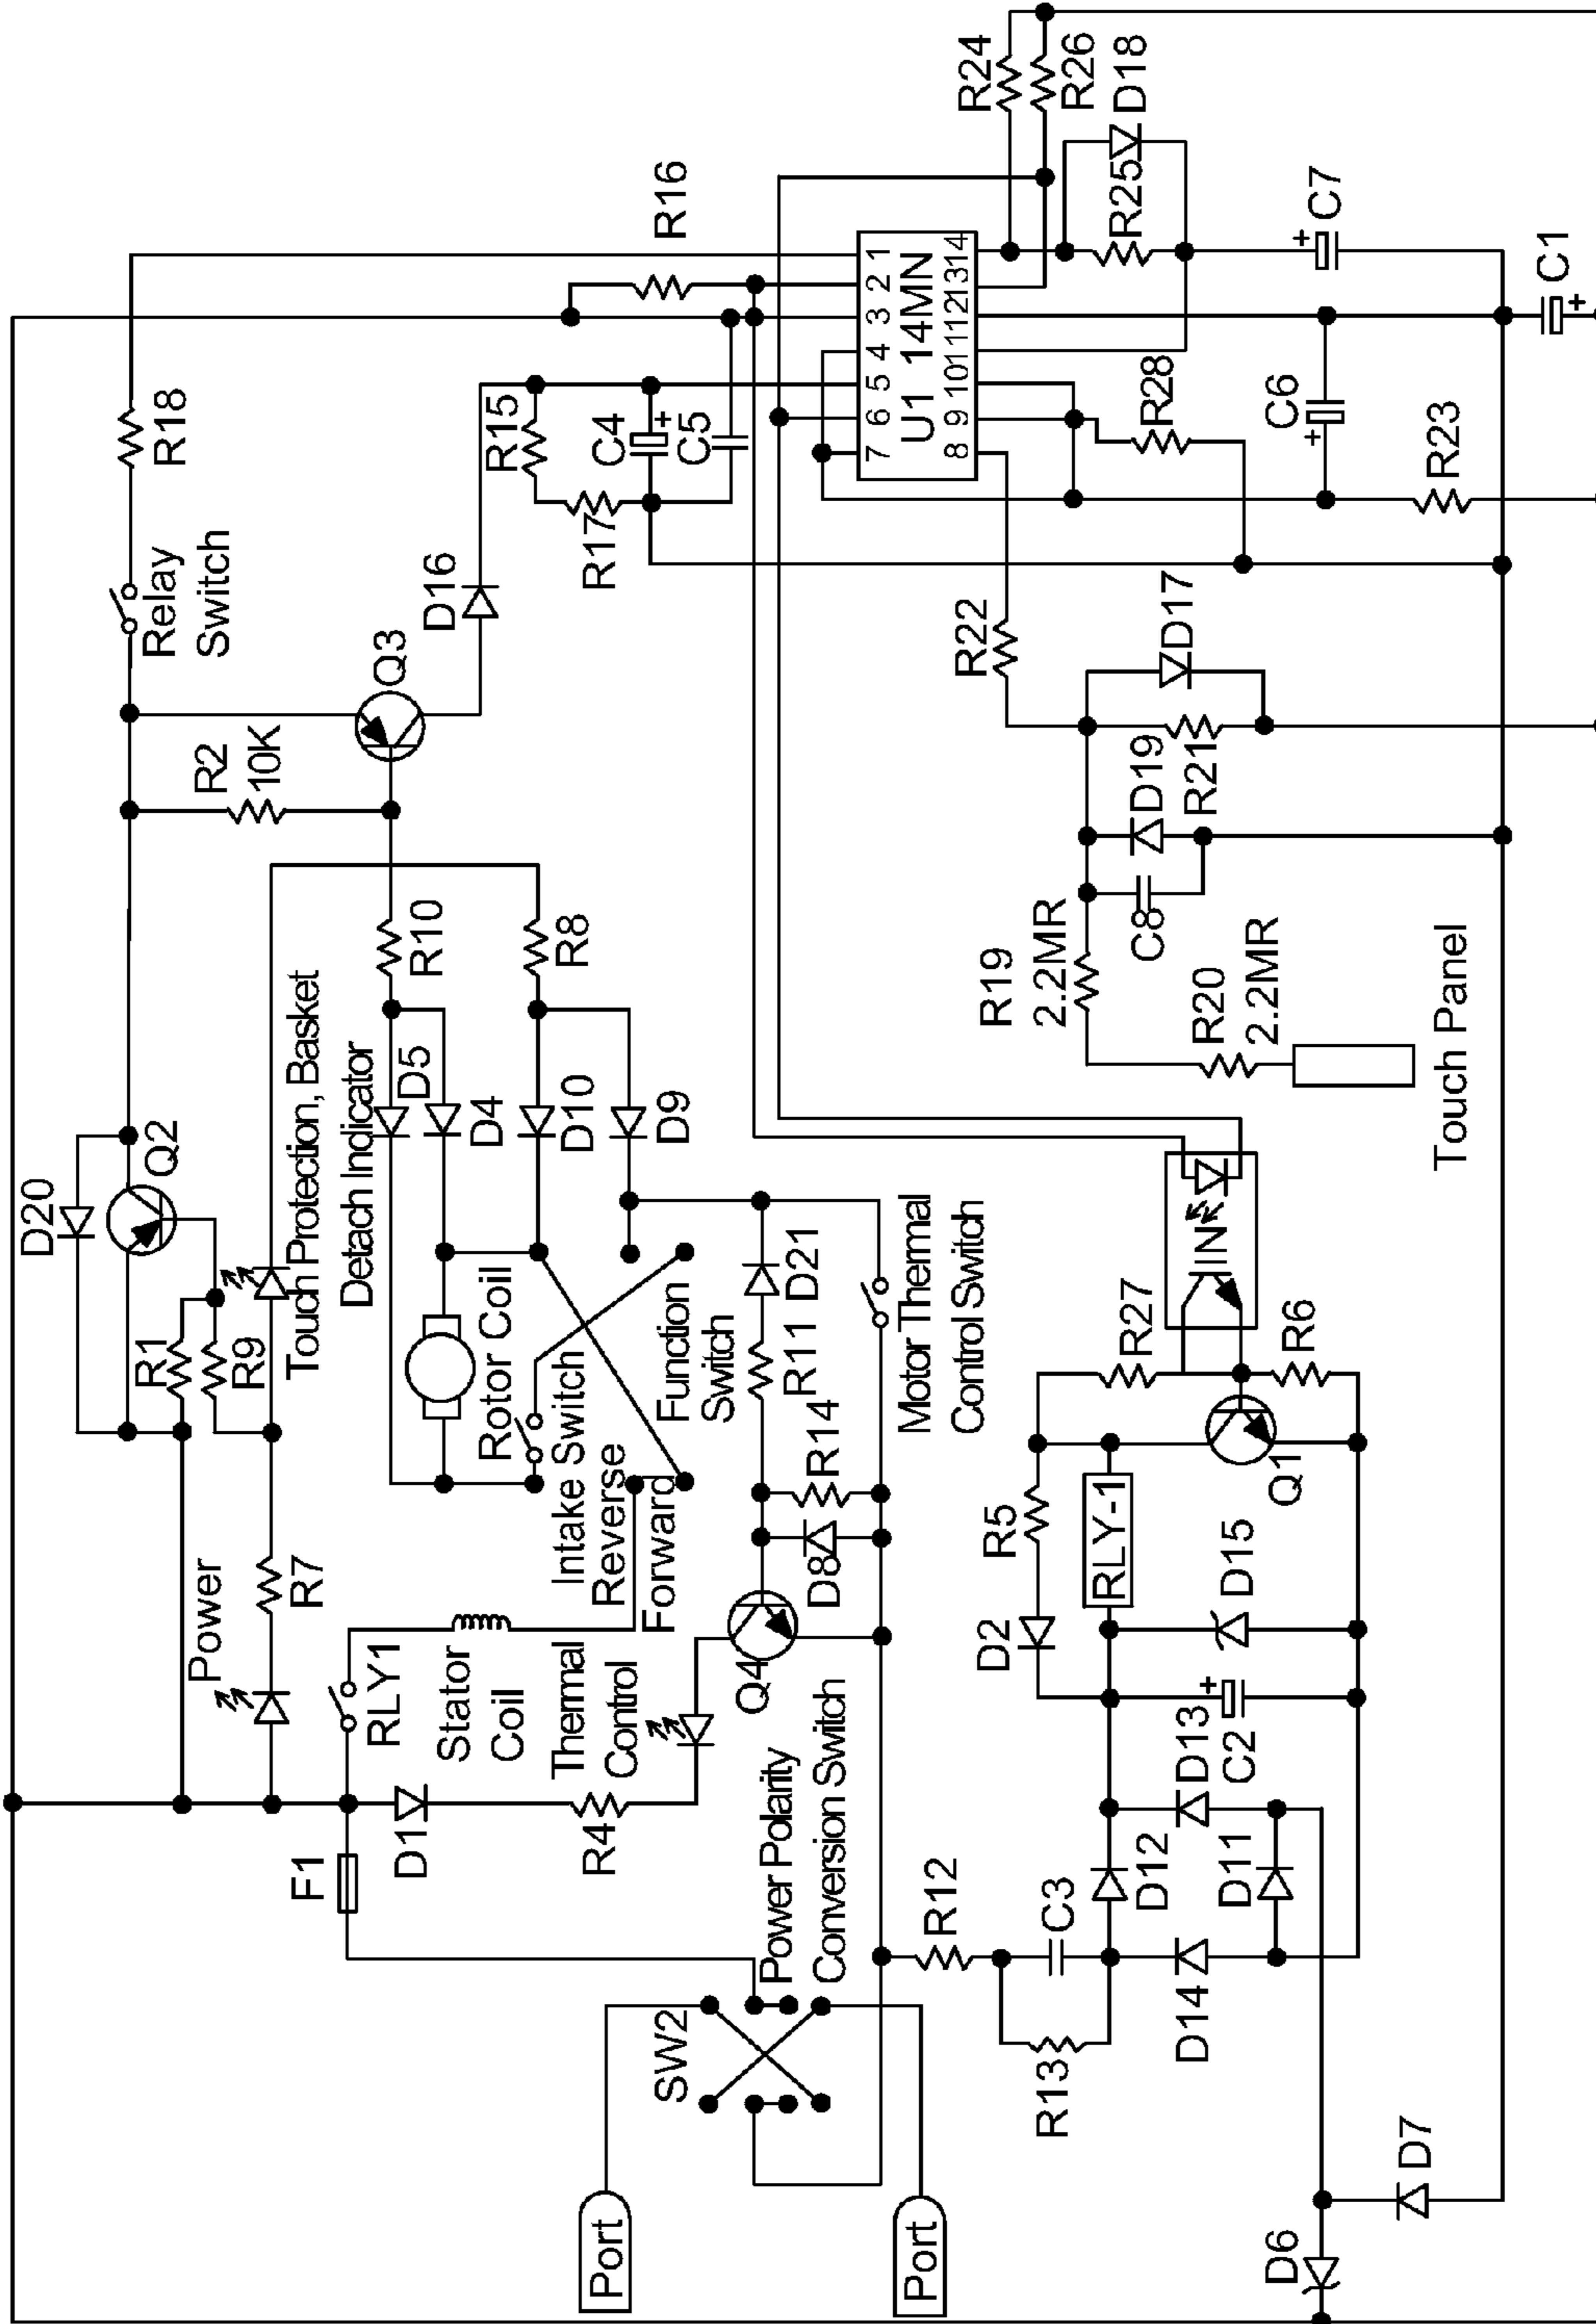 R24
R26
D18
R25
R16
C7
C1
1
2
3
4
5
6
7
U1 14MN
14
13
12
11
10
9
8
R18
R15
C4
+
C5
R17
R28
C6
+
R23
+
+
Relay
Switch
D16
Q3
R2
10K
R22
D17
D19
R21
C8
R19
2.2MR
R20
2.2MR
Touch Panel
R10
R8
D20
Q2
Touch Protection, Basket
Detach Indicator
D5
D4
D10
D9
R1
R9
Rotor Coil
Intake Switch
Reverse
Forward
Function
Switch
R11 D21
R14
D8
Motor Thermal
Control Switch
IN
R27
R6
Q1
R5
RLY-1
D15
D2
C2
+
D13
Power
R7
RLY1
Stator
Coil
Thermal
Control
Q4
F1
D1
R4
Power Polarity
Conversion Switch
SW2
R12
C3
D12
D11
R13
D14
D7
D6
Port
Port